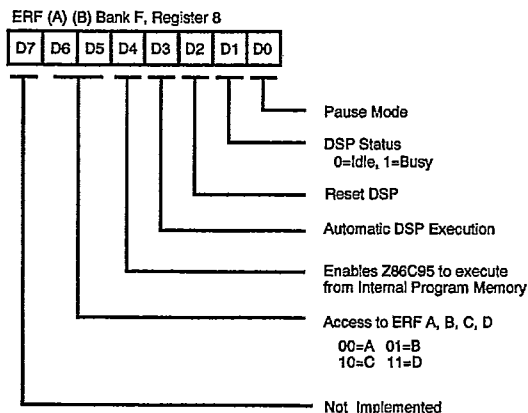 ERF (A) (B) Bank F, Register 8
D7 D6 D5 D4 D3 D2 D1 D0
Pause Mode
DSP Status
0=Idle, 1=Busy
Reset DSP
Automatic DSP Execution
Enables Z86C95 to execute
from Internal Program Memory
Access to ERF A, B, C, D
00=A 01=B
10=C 11=D
Not Implemented